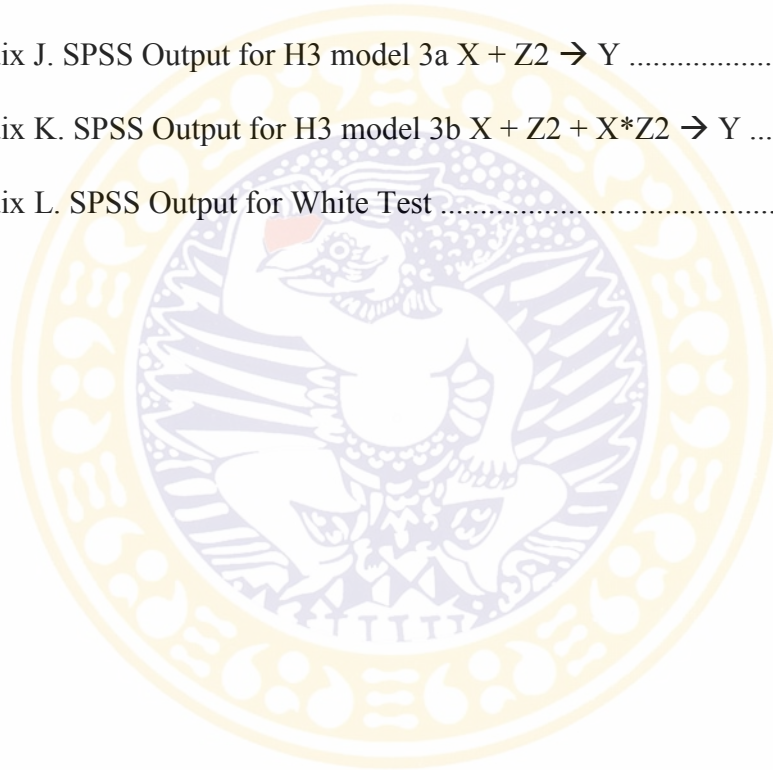 ix J. SPSS Output for H3 model 3a X + Z2 → Y ..................
ix K. SPSS Output for H3 model 3b X + Z2 + X*Z2 → Y ...
ix L. SPSS Output for White Test ..........................................